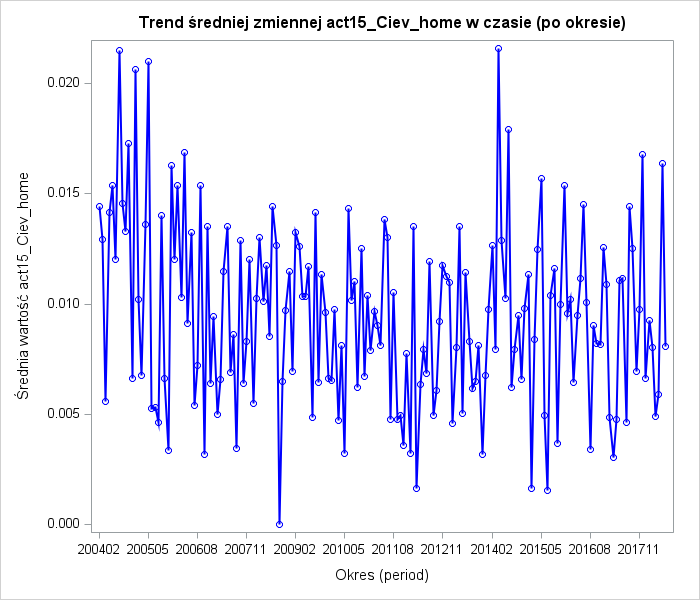 Trend średniej zmiennej act15_Ciev_home w czasie (po okresie)
0.020
0.015
0.010
0.005
0.000
Średnia wartość act15_Ciev_home
200402 200505 200608 200711 200902 201005 201108 201211 201402 201505 201608 201711
Okres (period)